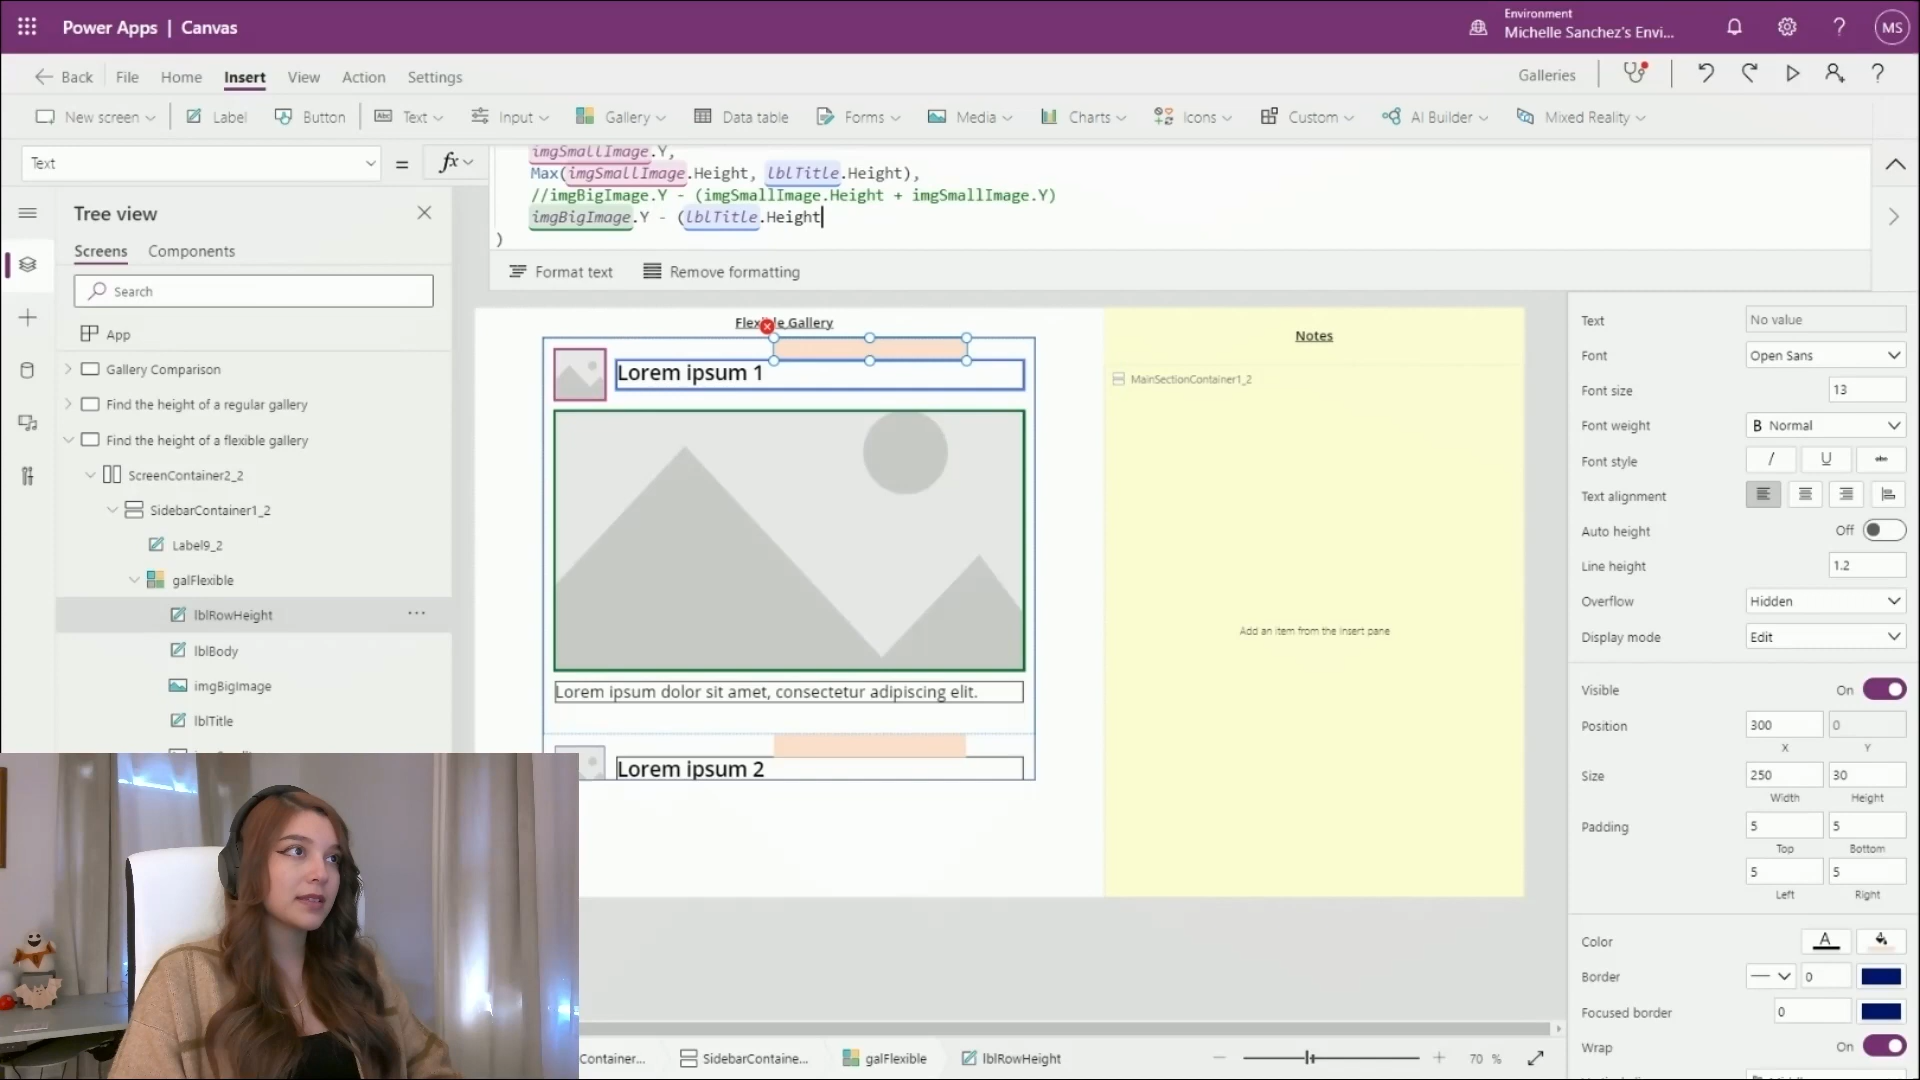 Power Apps | Canvas
Environment
Michelle Sanchez's Envi...
MS
Back
File
Home
Insert
View
Action
Settings
Galleries
New screen
Label
Button
Text
Input
Gallery
Data table
Forms
Media
Charts
Icons
Custom
AI Builder
Mixed Reality
Text
=
fx
imgSmallImage.Y,
Max(imgSmallImage.Height, lblTitle.Height),
//imgBigImage.Y - (imgSmallImage.Height + imgSmallImage.Y)
imgBigImage.Y - (lblTitle.Height
)
Format text
Remove formatting
Tree view
Screens
Components
Search
App
Gallery Comparison
Find the height of a regular gallery
Find the height of a flexible gallery
ScreenContainer2_2
SidebarContainer1_2
Label9_2
galFlexible
lblRowHeight
lblBody
imgBigImage
lblTitle
Flexible Gallery
Lorem ipsum 1
Lorem ipsum dolor sit amet, consectetur adipiscing elit.
Lorem ipsum 2
Notes
MainSectionContainer1_2
Add an item from the insert pane
Text
No value
Font
Open Sans
Font size
13
Font weight
B Normal
Font style
/ U abc
Text alignment
Auto height
Off
Line height
1.2
Overflow
Hidden
Display mode
Edit
Visible
On
Position
300
0
X
Y
Size
250
30
Width
Height
Padding
5
5
Top
Bottom
5
5
Left
Right
Color
A
Border
0
Focused border
0
Wrap
On
Container...
SidebarContaine...
galFlexible
lblRowHeight
70 %